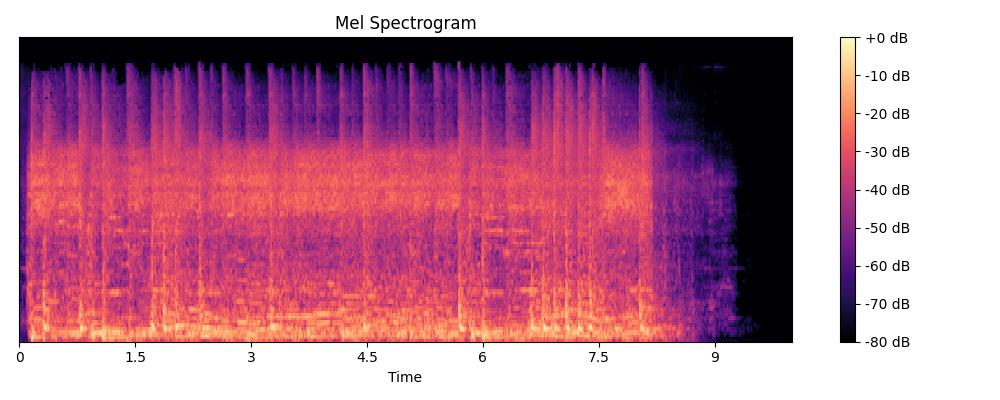 Mel Spectrogram
+0 dB
-10 dB
-20 dB
-30 dB
-40 dB
-50 dB
-60 dB
-70 dB
-80 dB
0 1.5 3 4.5 6 7.5 9
Time